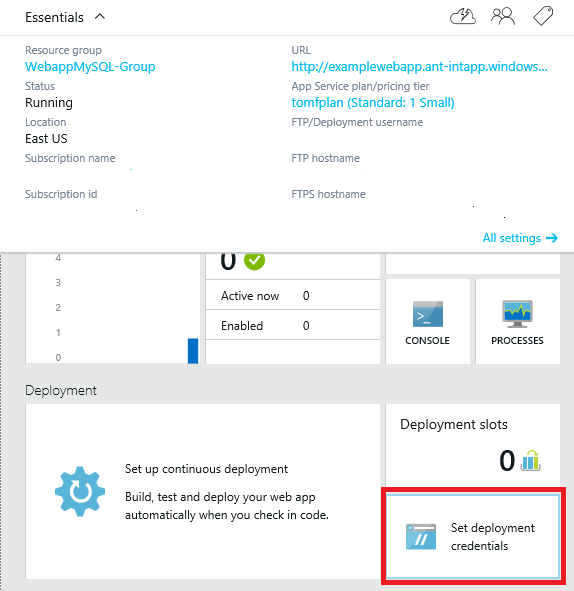 Essentials
Resource group
WebappMySQL-Group
URL
http://examplewebapp.ant-intapp.windows...
Status
Running
App Service plan/pricing tier
tomfplan (Standard: 1 Small)
Location
East US
FTP/Deployment username
Subscription name
FTP hostname
Subscription id
FTPS hostname
All settings
4
3
2
1
0
0
Active now 0
Enabled 0
CONSOLE
PROCESSES
Deployment
Set up continuous deployment
Build, test and deploy your web app
automatically when you check in code.
Deployment slots
0
Set deployment
credentials